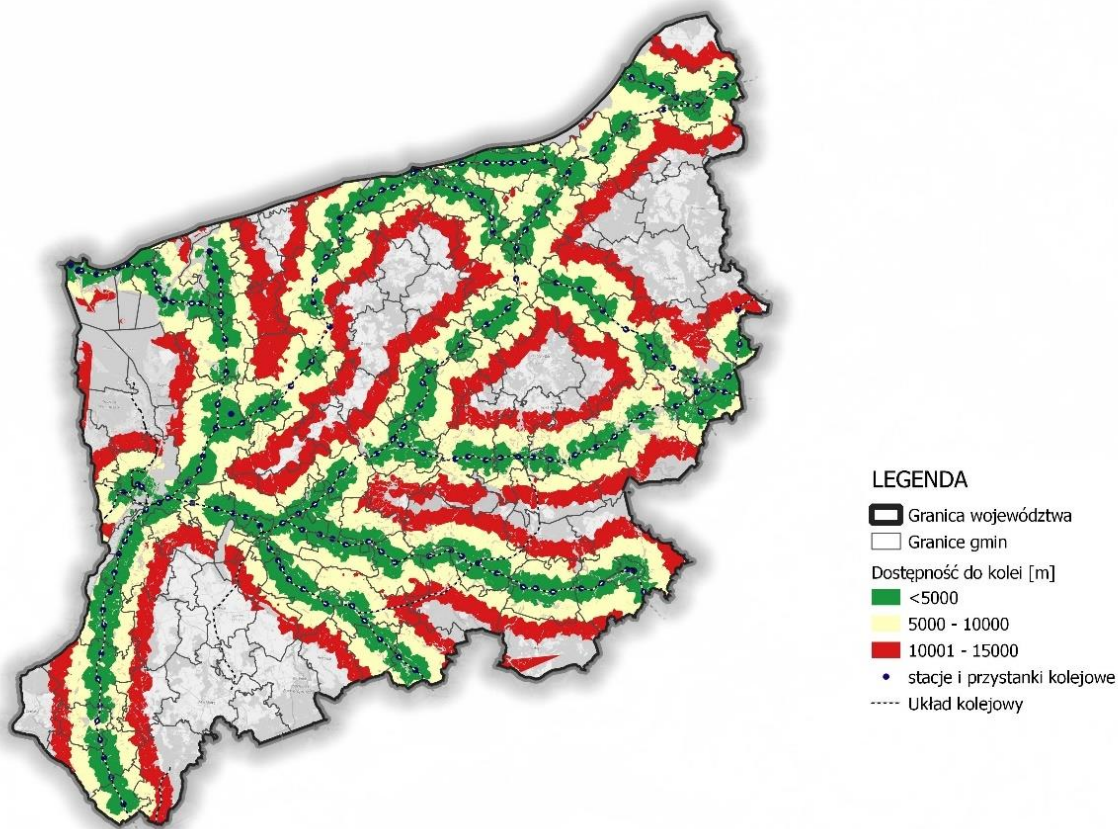 LEGENDA
Granica województwa
Granice gmin
Dostępność do kolei [m]
<5000
5000 - 10000
10001 - 15000
stacje i przystanki kolejowe
Układ kolejowy